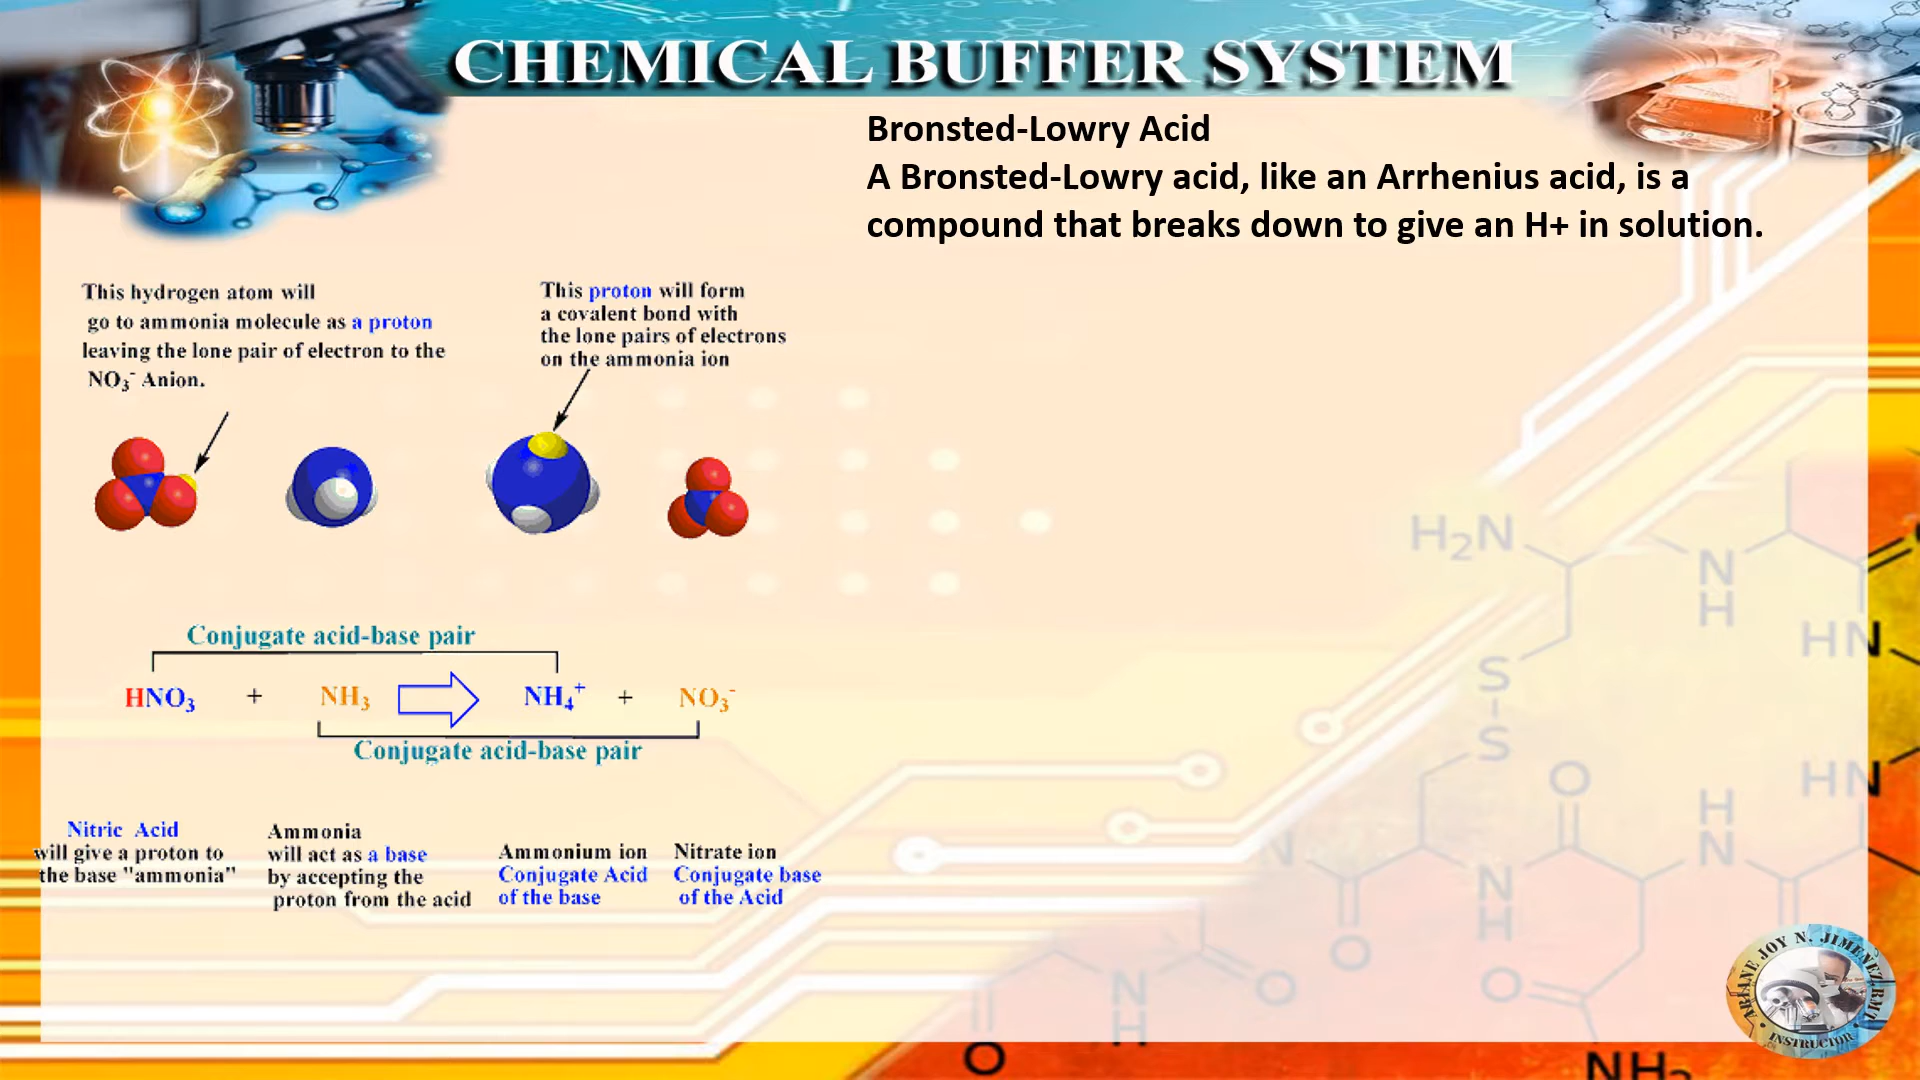 CHEMICAL BUFFER SYSTEM
Bronsted-Lowry Acid
A Bronsted-Lowry acid, like an Arrhenius acid, is a
compound that breaks down to give an H+ in solution.
This hydrogen atom will
go to ammonia molecule as a proton
leaving the lone pair of electron to the
NO₃⁻ Anion.
This proton will form
a covalent bond with
the lone pairs of electrons
on the ammonia ion
Conjugate acid-base pair
HNO₃ + NH₃ NH₄⁺ + NO₃⁻
Conjugate acid-base pair
Nitric Acid
will give a proton to
the base "ammonia"
Ammonia
will act as a base
by accepting the
proton from the acid
Ammonium ion
Conjugate Acid
of the base
Nitrate ion
Conjugate base
of the Acid
H₂N
N
H
HN
S
S
O
HN
H
N
N
N
H
O
O
O
N
H
O
NH₂
ARIANE JOY N. JIMENEZ, RMT
INSTRUCTOR